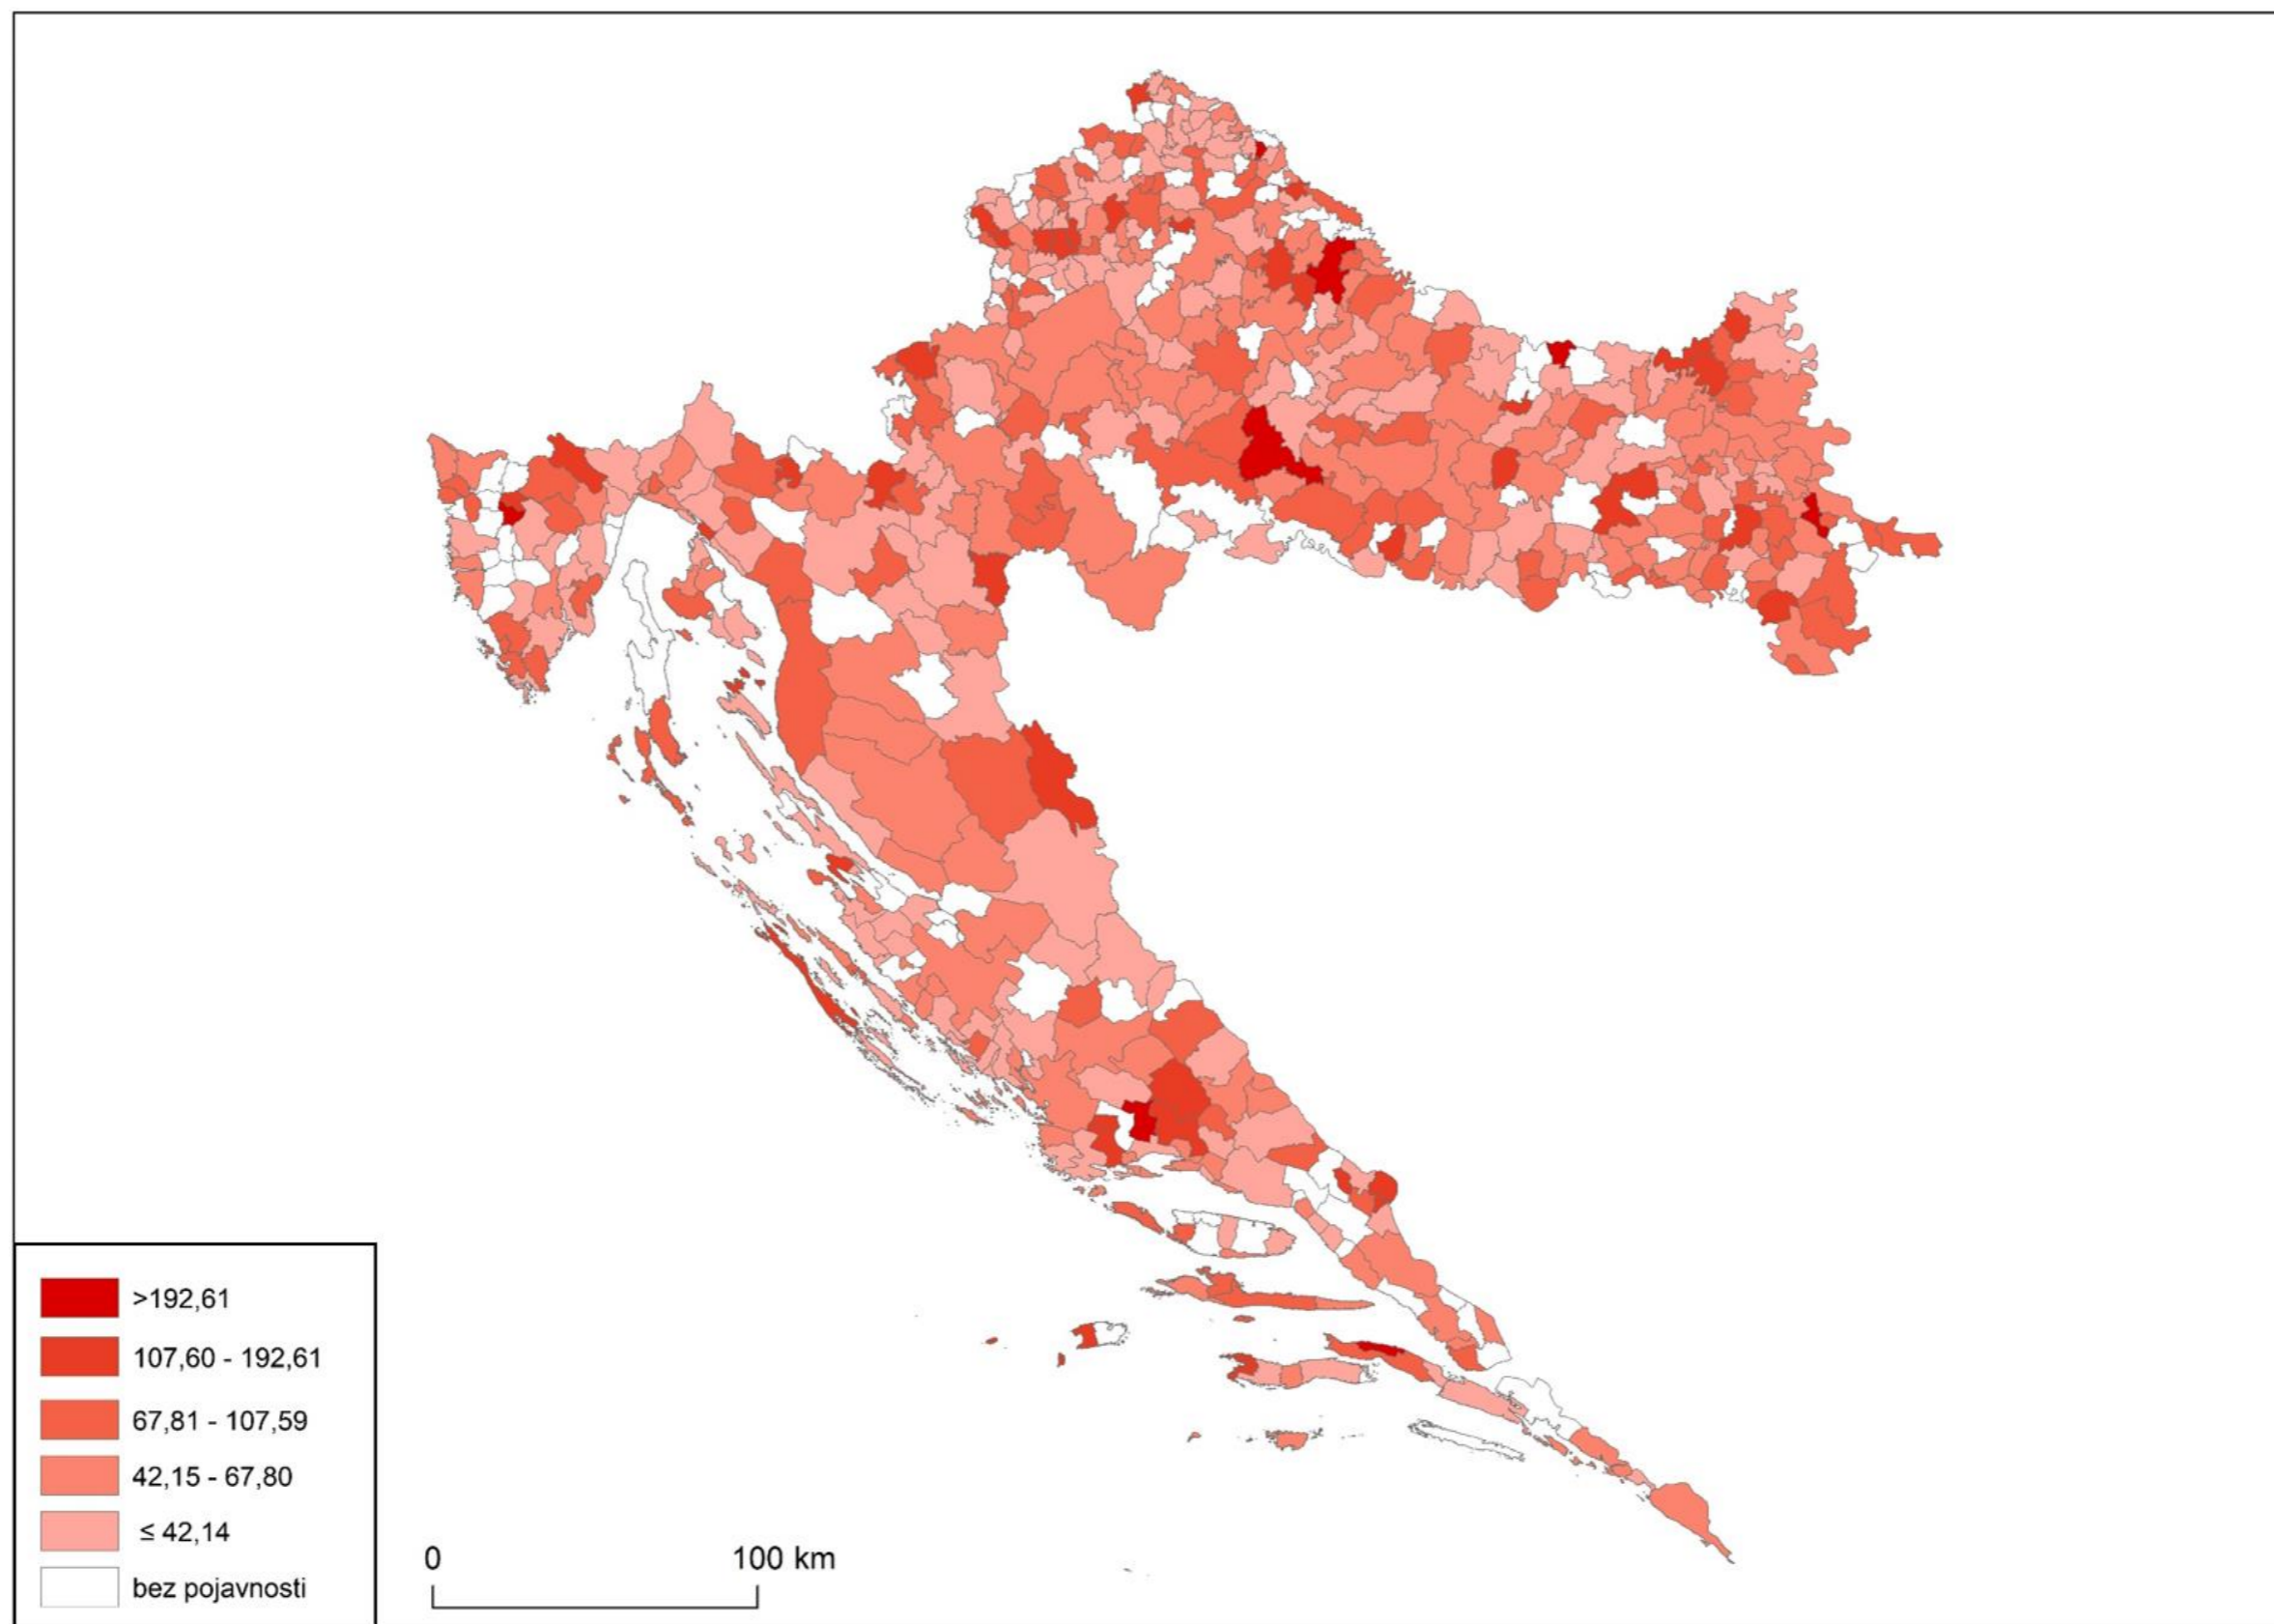 >192,61
107,60 - 192,61
67,81 - 107,59
42,15 - 67,80
≤ 42,14
bez pojavnosti
0 100 km